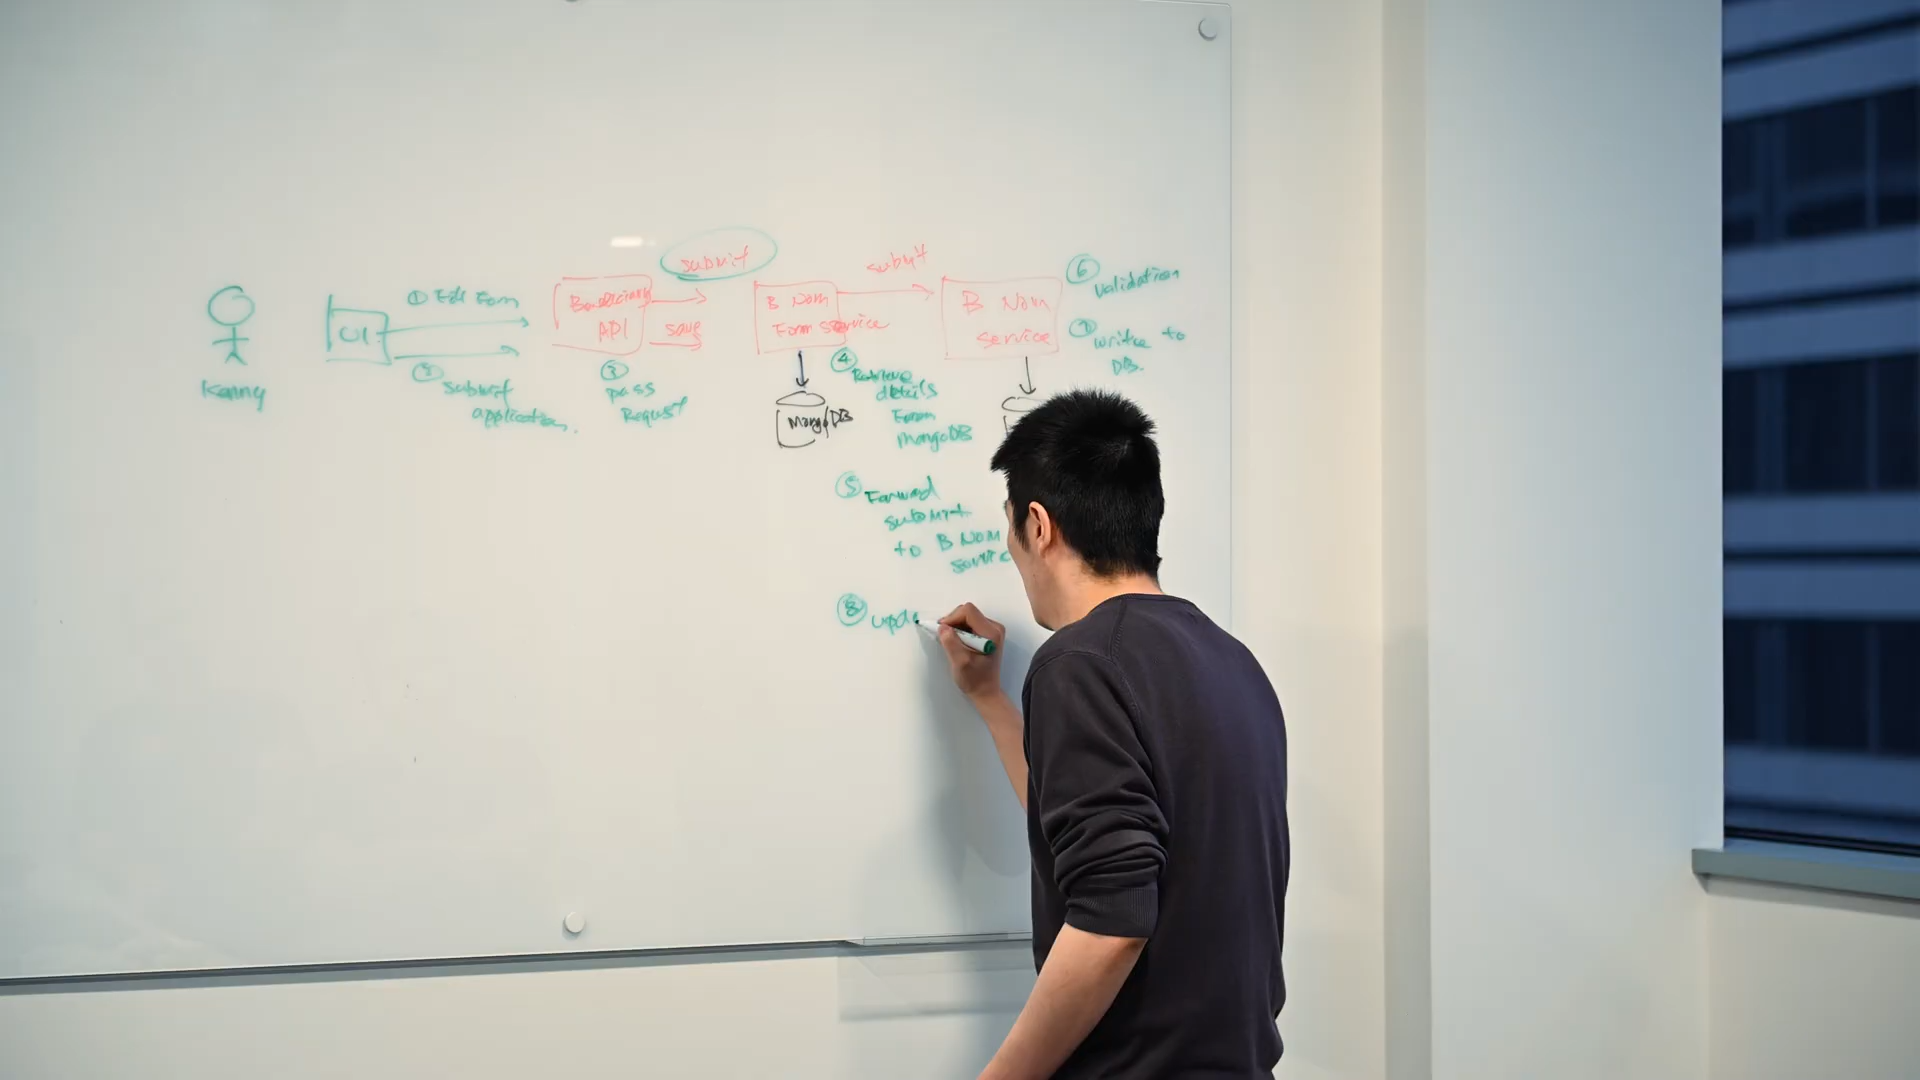 Kenny
UI
① Edit Form
② submit
application.
Beneficiary
API
submit
save
③
pass
Request
B Nom
Form service
MongoDB
④
Retrieve
details
From
MongoDB
⑤ Forward
submit
to B Nom
service
⑧ upda
submit
B Nom
service
⑥
validation
⑦ write to
DB.